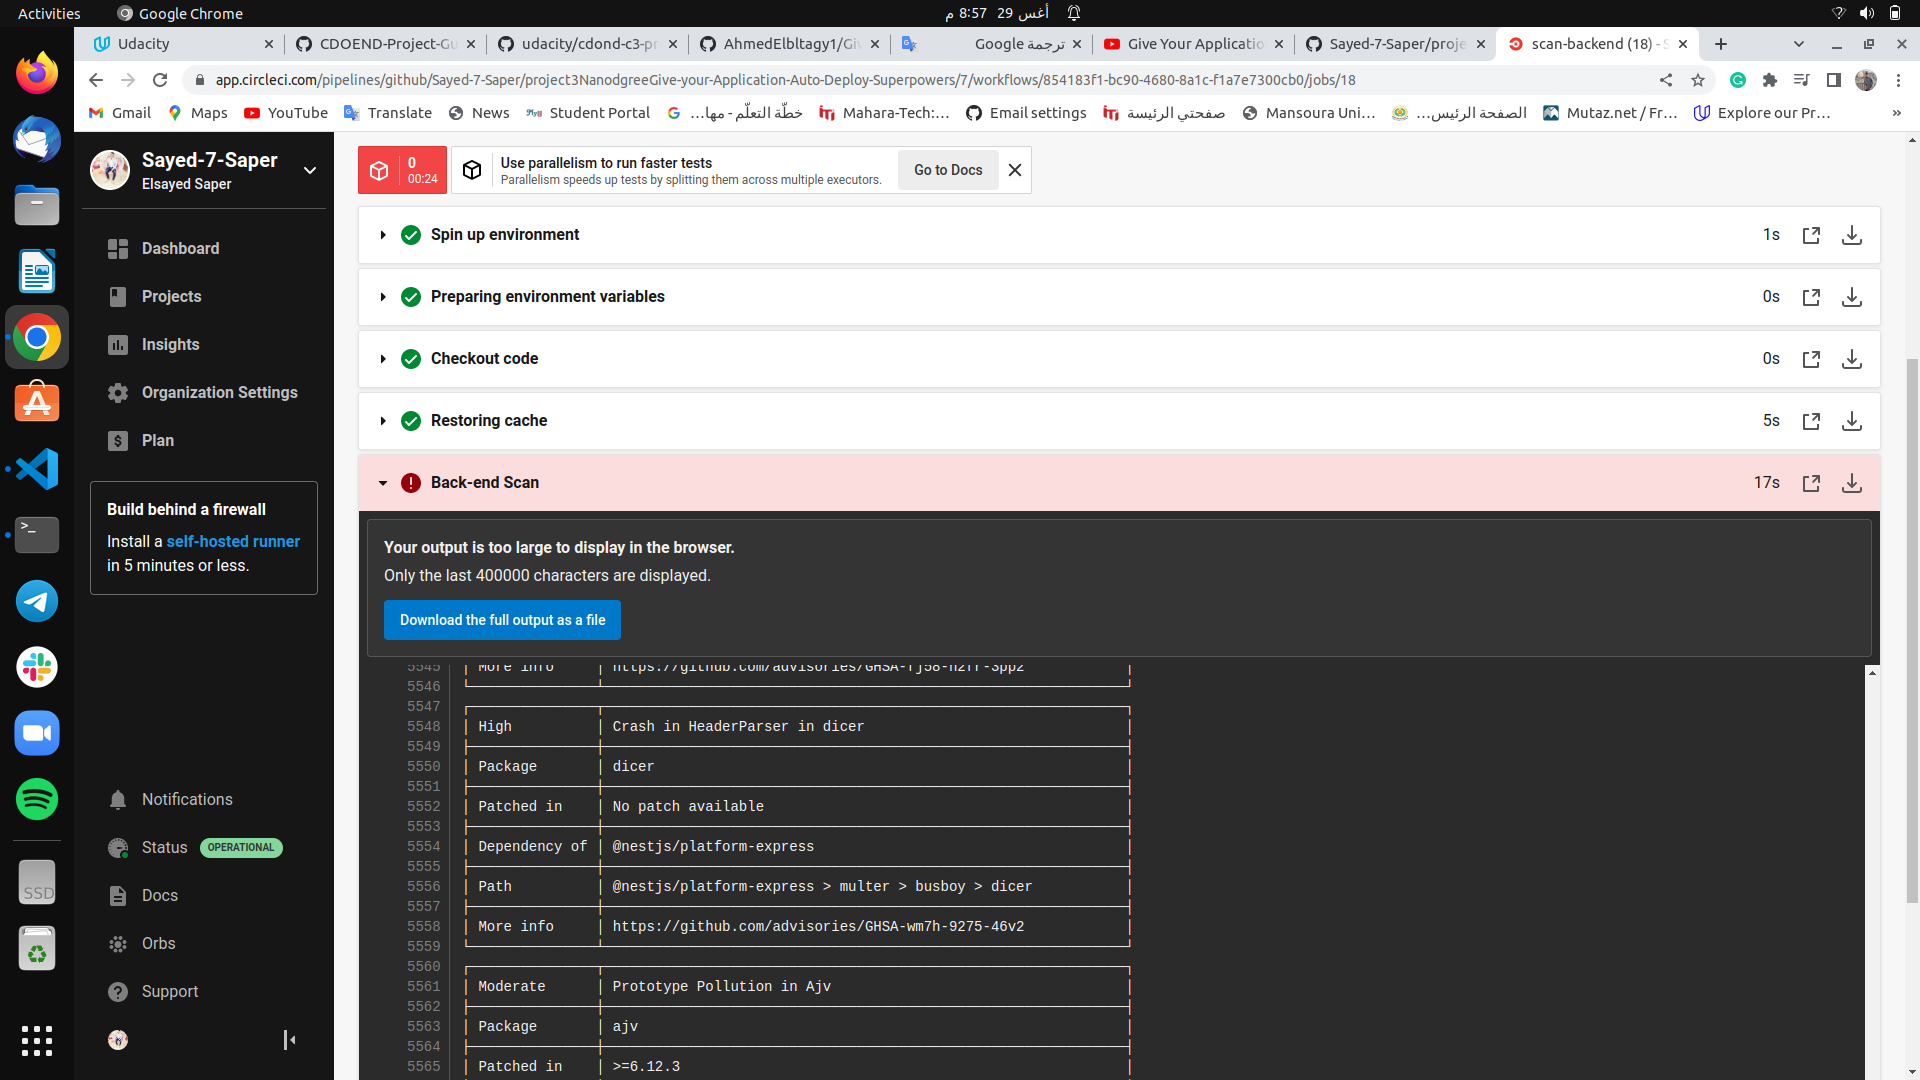 Activities
Google Chrome
أغس 29 8:57 م
Udacity
CDOEND-Project-Gu
udacity/cdond-c3-pr
AhmedElbltagy1/Giv
ترجمة Google
Give Your Applicatio
Sayed-7-Saper/proje
scan-backend (18) - S
app.circleci.com/pipelines/github/Sayed-7-Saper/project3NanodgreeGive-your-Application-Auto-Deploy-Superpowers/7/workflows/854183f1-bc90-4680-8a1c-f1a7e7300cb0/jobs/18
Gmail
Maps
YouTube
Translate
News
Student Portal
خطّة التعلّم - مها...
Mahara-Tech:...
Email settings
صفحتي الرئيسة
Mansoura Uni...
الصفحة الرئيس...
Mutaz.net / Fr...
Explore our Pr...
»
Sayed-7-Saper
Elsayed Saper
Dashboard
Projects
Insights
Organization Settings
Plan
Build behind a firewall
Install a self-hosted runner
in 5 minutes or less.
Notifications
Status OPERATIONAL
Docs
Orbs
Support
0
00:24
Use parallelism to run faster tests
Parallelism speeds up tests by splitting them across multiple executors.
Go to Docs
Spin up environment 1s
Preparing environment variables 0s
Checkout code 0s
Restoring cache 5s
Back-end Scan 17s
Your output is too large to display in the browser.
Only the last 400000 characters are displayed.
Download the full output as a file
5545 More info https://github.com/advisories/GHSA-rj58-h2fr-3pp2
5546
5547
5548 High Crash in HeaderParser in dicer
5549
5550 Package dicer
5551
5552 Patched in No patch available
5553
5554 Dependency of @nestjs/platform-express
5555
5556 Path @nestjs/platform-express > multer > busboy > dicer
5557
5558 More info https://github.com/advisories/GHSA-wm7h-9275-46v2
5559
5560
5561 Moderate Prototype Pollution in Ajv
5562
5563 Package ajv
5564
5565 Patched in >=6.12.3
SSD